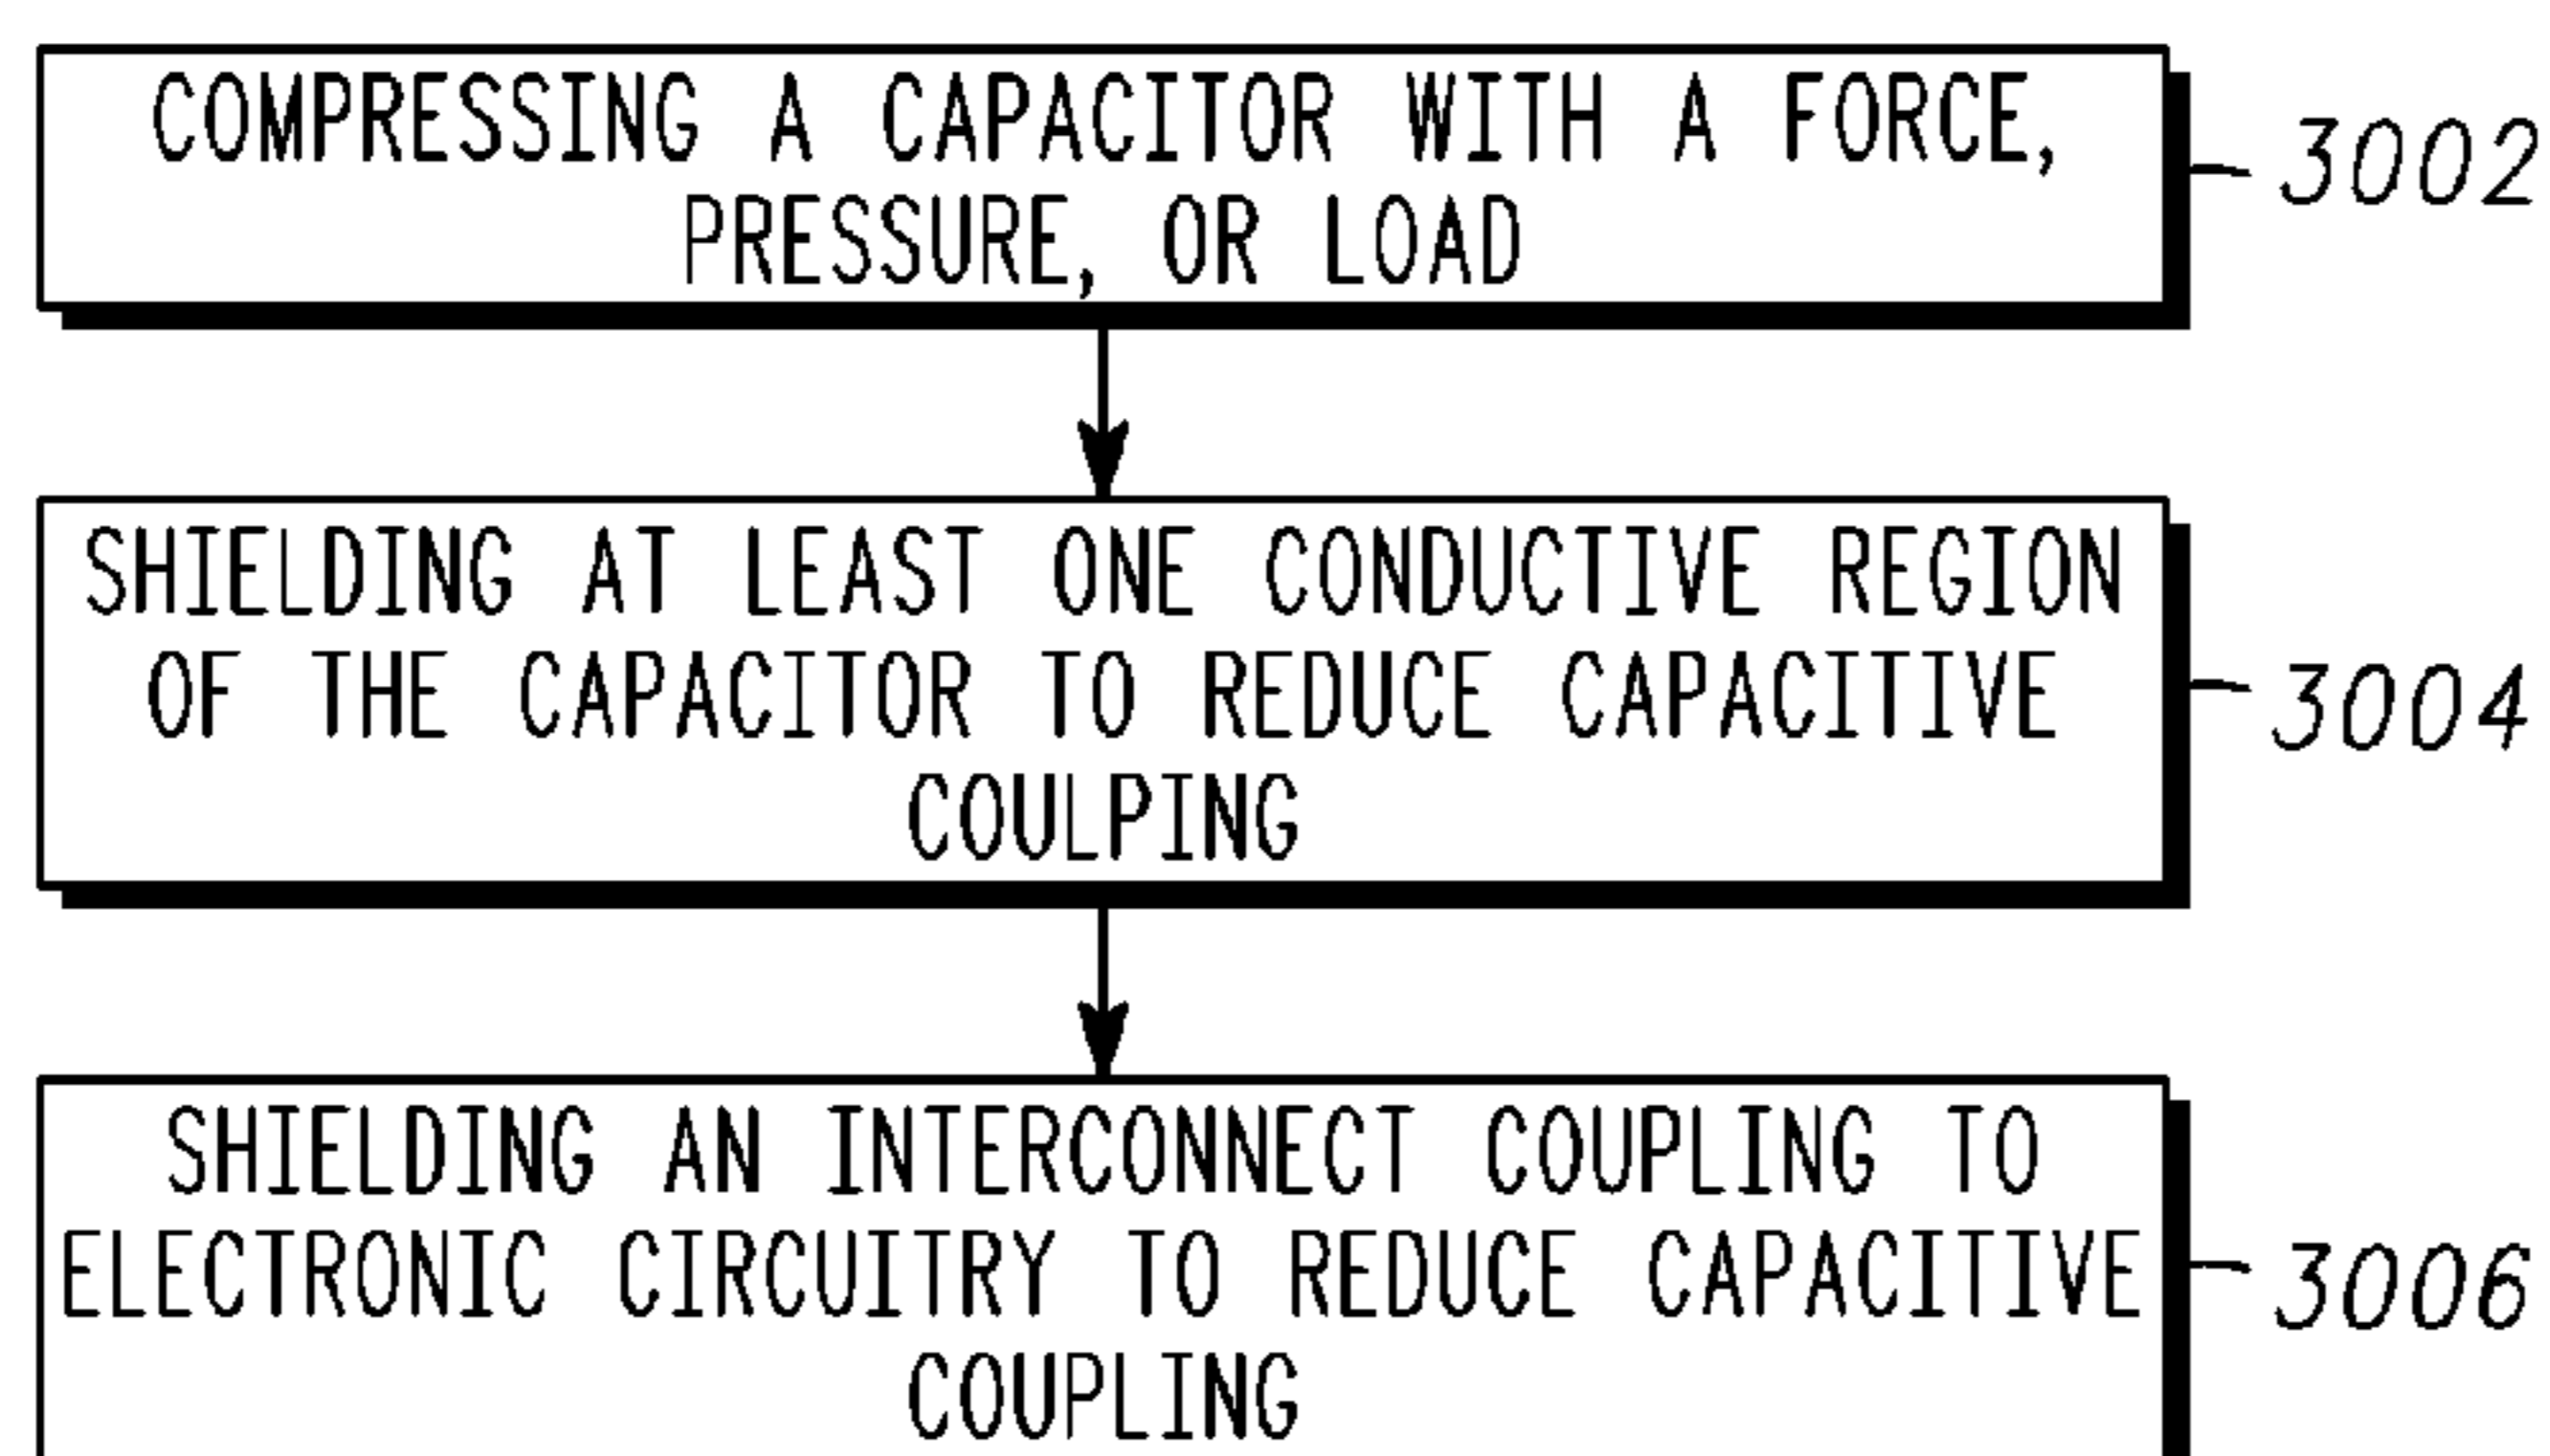 COMPRESSING A CAPACITOR WITH A FORCE,
PRESSURE, OR LOAD
3002
SHIELDING AT LEAST ONE CONDUCTIVE REGION
OF THE CAPACITOR TO REDUCE CAPACITIVE
COULPING
3004
SHIELDING AN INTERCONNECT COUPLING TO
ELECTRONIC CIRCUITRY TO REDUCE CAPACITIVE
COUPLING
3006